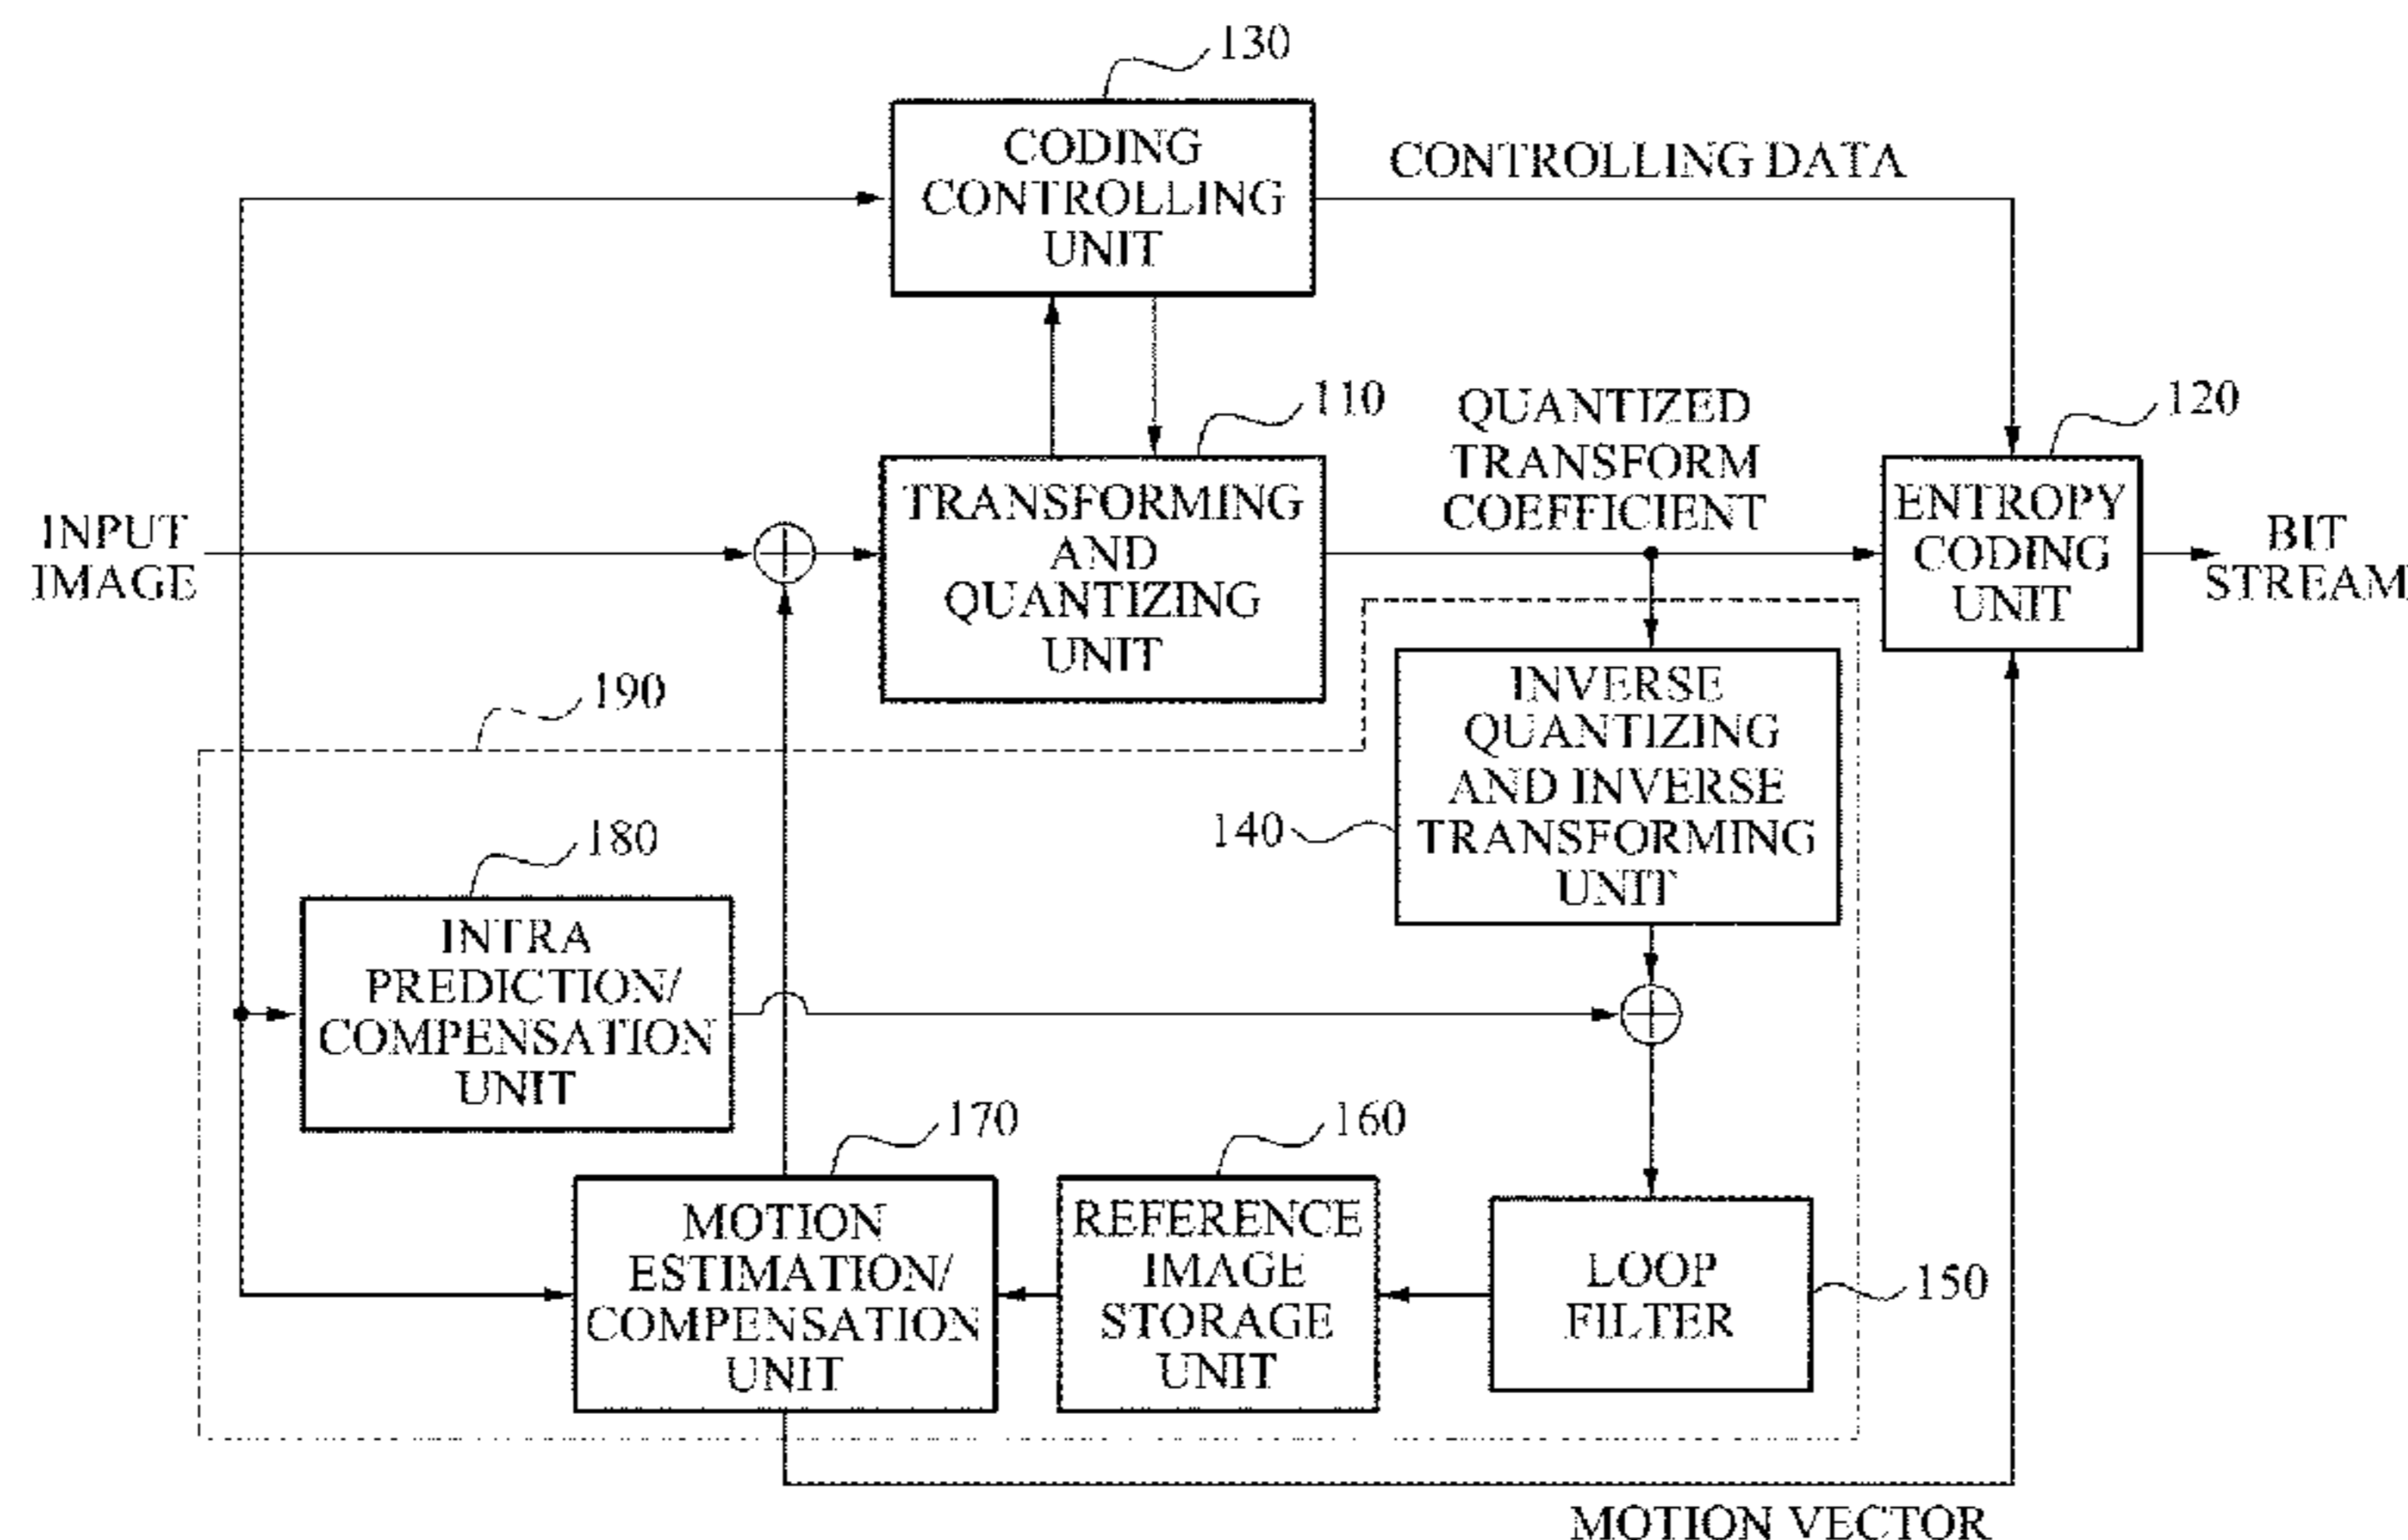 130
CODING
CONTROLLING
UNIT
CONTROLLING DATA
110
QUANTIZED
TRANSFORM
COEFFICIENT
120
INPUT
IMAGE
TRANSFORMING
AND
QUANTIZING
UNIT
ENTROPY
CODING
UNIT
BIT
STREAM
190
INVERSE
QUANTIZING
AND INVERSE
TRANSFORMING
UNIT
140
180
INTRA
PREDICTION/
COMPENSATION
UNIT
170
MOTION
ESTIMATION/
COMPENSATION
UNIT
160
REFERENCE
IMAGE
STORAGE
UNIT
LOOP
FILTER
150
MOTION VECTOR